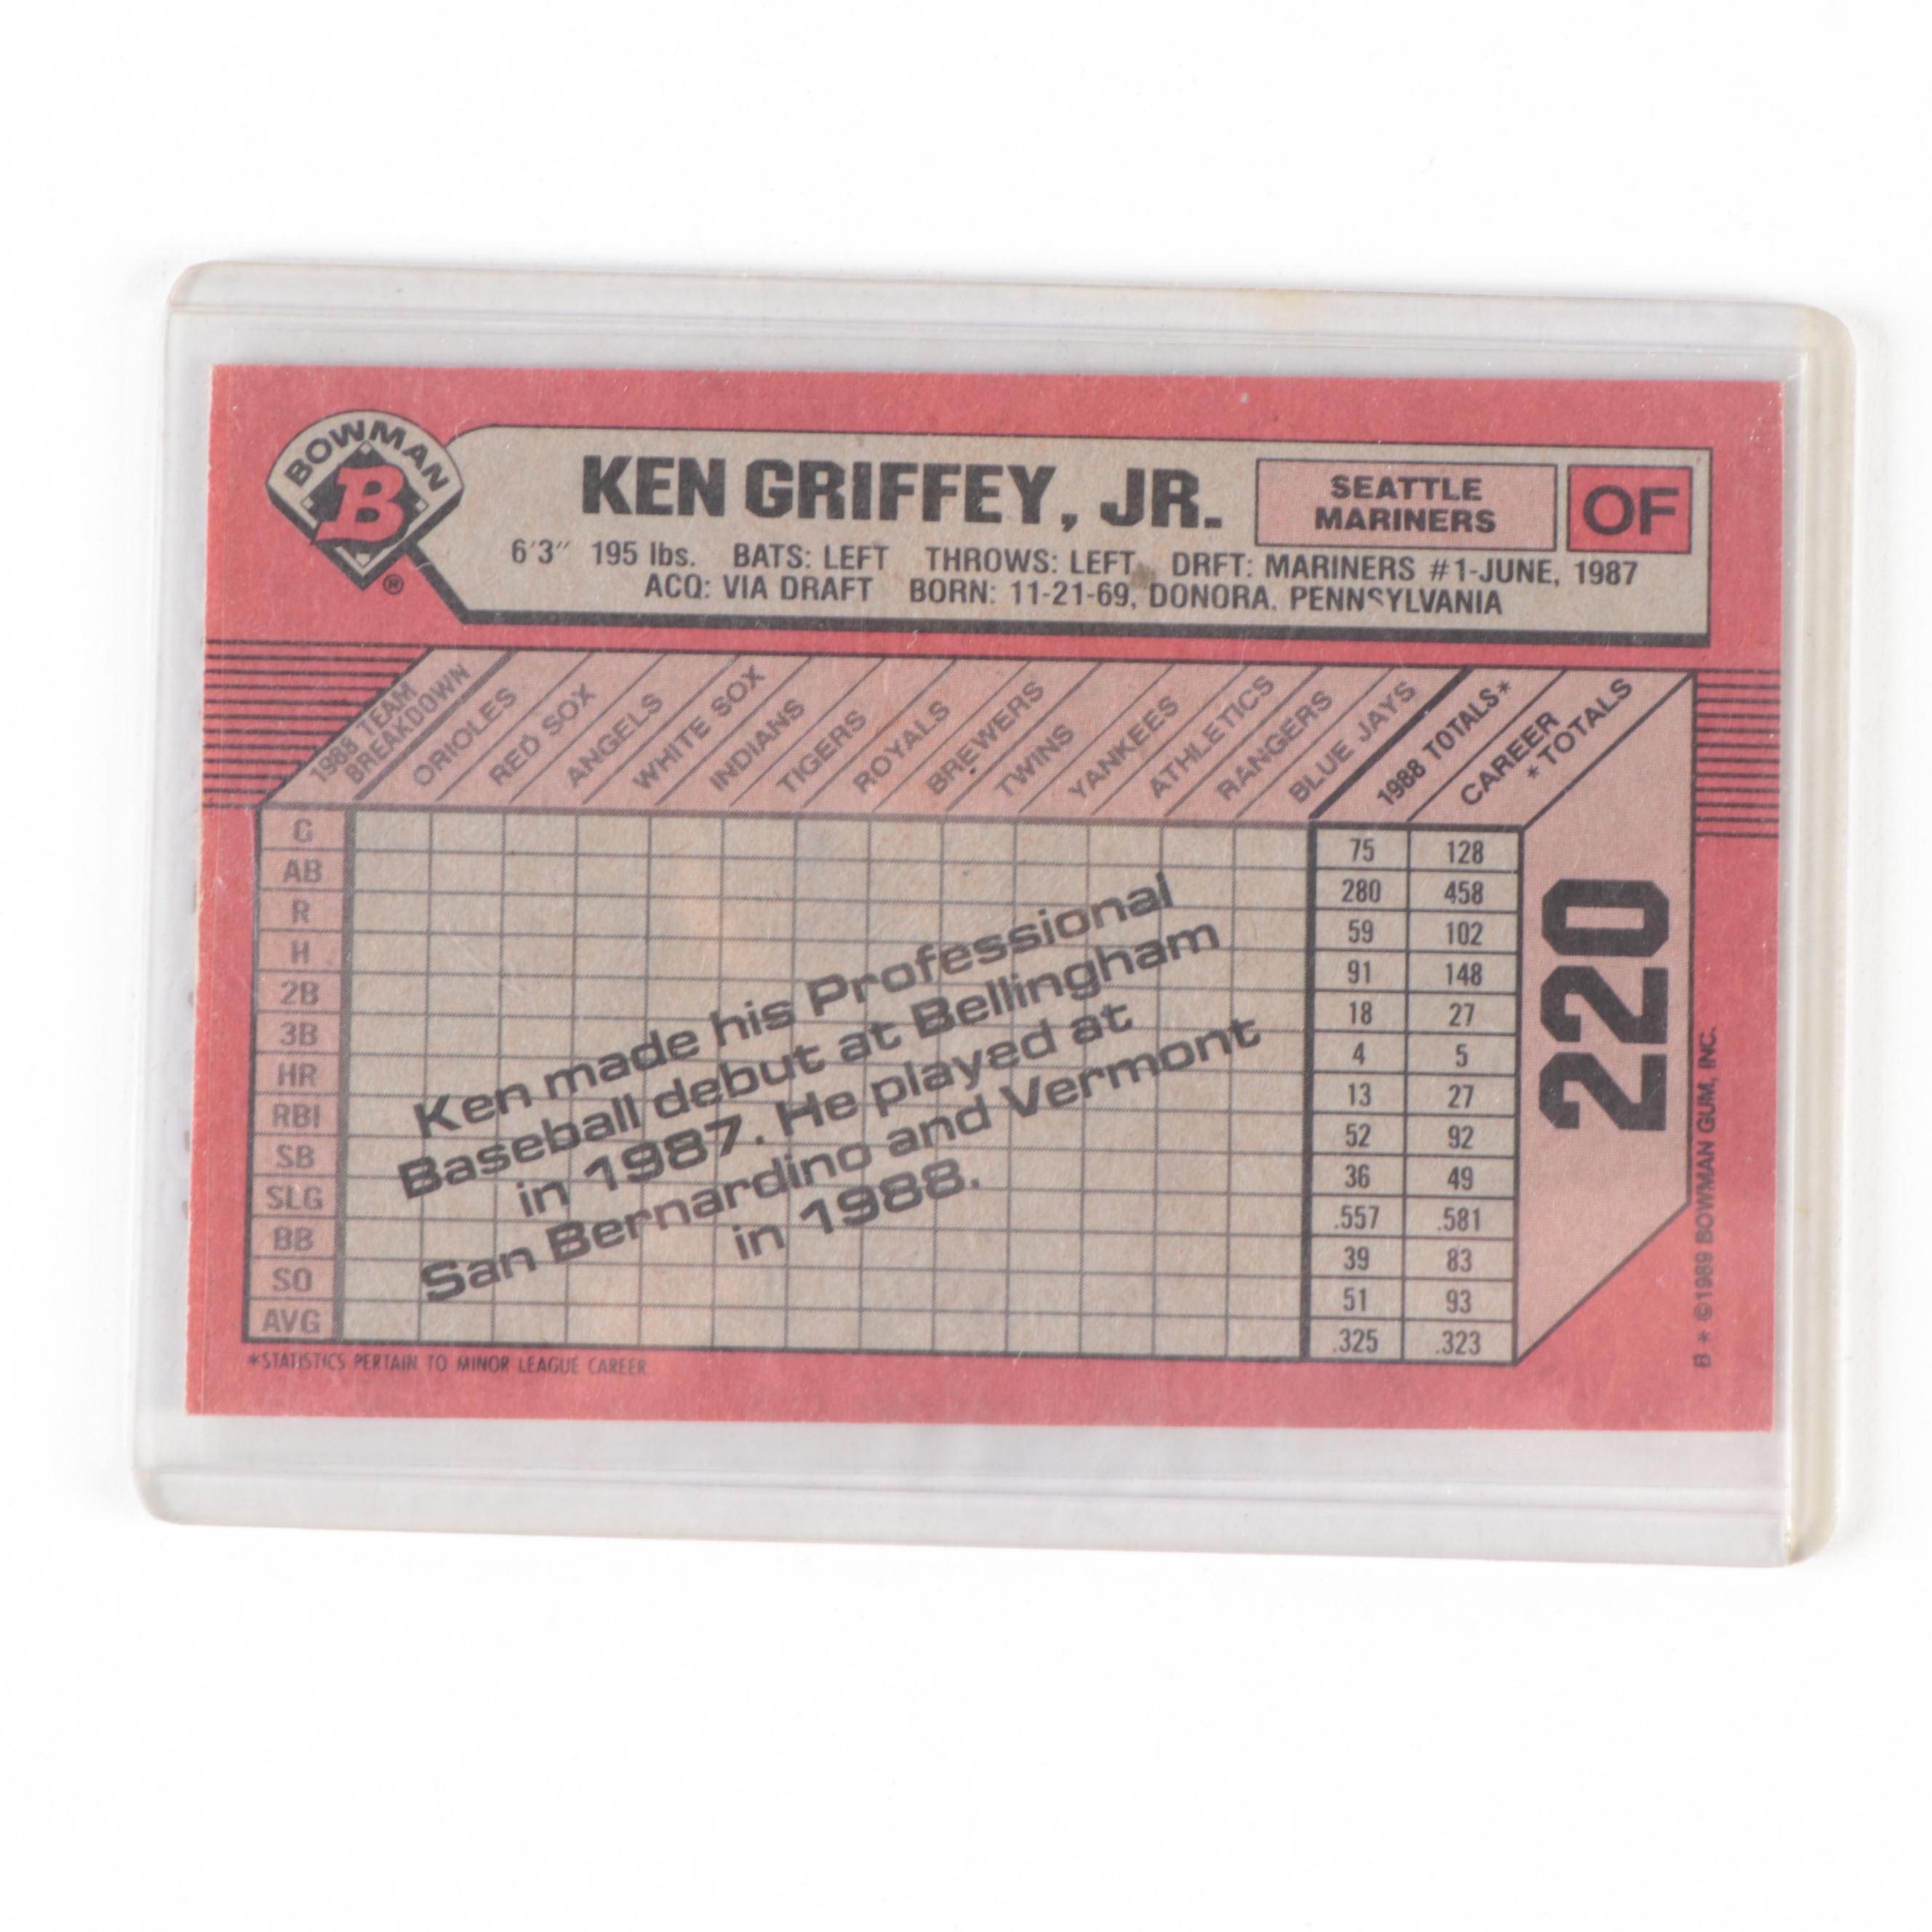 BOWMAN
B
®
KEN GRIFFEY, JR.
SEATTLE
MARINERS
OF
6'3" 195 lbs. BATS: LEFT THROWS: LEFT DRFT: MARINERS #1-JUNE, 1987
ACQ: VIA DRAFT BORN: 11-21-69, DONORA. PENNSYLVANIA
1988 TEAM
BREAKDOWN
ORIOLES
RED SOX
ANGELS
WHITE SOX
INDIANS
TIGERS
ROYALS
BREWERS
TWINS
YANKEES
ATHLETICS
RANGERS
BLUE JAYS
1988 TOTALS*
CAREER
*TOTALS
G 75 128
AB 280 458
R 59 102
H 91 148
2B 18 27
3B 4 5
HR 13 27
RBI 52 92
SB 36 49
SLG .557 .581
BB 39 83
SO 51 93
AVG .325 .323
Ken made his Professional
Baseball debut at Bellingham
in 1987. He played at
San Bernardino and Vermont
in 1988.
220
*STATISTICS PERTAIN TO MINOR LEAGUE CAREER
B * ©1989 BOWMAN GUM, INC.